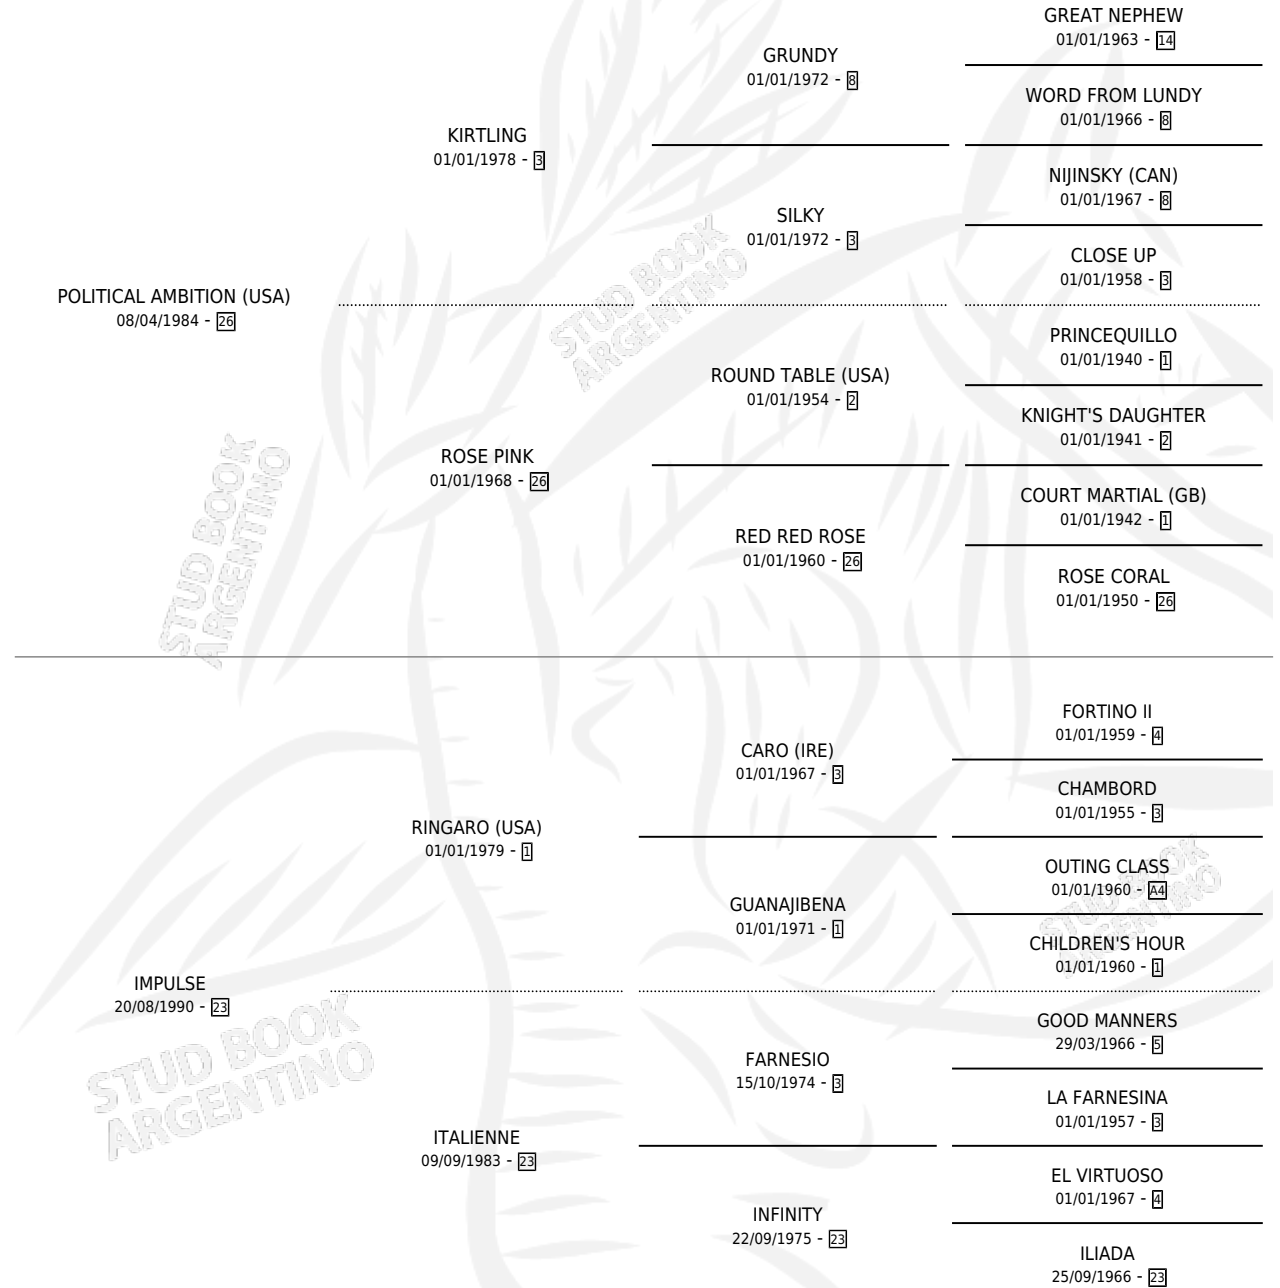 GREAT NEPHEW
01/01/1963 - 14
GRUNDY
01/01/1972 - 8
WORD FROM LUNDY
01/01/1966 - 8
KIRTLING
01/01/1978 - 3
NIJINSKY (CAN)
01/01/1967 - 8
SILKY
01/01/1972 - 3
CLOSE UP
01/01/1958 - 3
POLITICAL AMBITION (USA)
08/04/1984 - 26
PRINCEQUILLO
01/01/1940 - 1
ROUND TABLE (USA)
01/01/1954 - 2
KNIGHT'S DAUGHTER
01/01/1941 - 2
ROSE PINK
01/01/1968 - 26
COURT MARTIAL (GB)
01/01/1942 - 1
RED RED ROSE
01/01/1960 - 26
ROSE CORAL
01/01/1950 - 26
FORTINO II
01/01/1959 - 4
CARO (IRE)
01/01/1967 - 3
CHAMBORD
01/01/1955 - 3
RINGARO (USA)
01/01/1979 - 1
OUTING CLASS
01/01/1960 - A4
GUANAJIBENA
01/01/1971 - 1
CHILDREN'S HOUR
01/01/1960 - 1
IMPULSE
20/08/1990 - 23
GOOD MANNERS
29/03/1966 - 5
FARNESIO
15/10/1974 - 3
LA FARNESINA
01/01/1957 - 3
ITALIENNE
09/09/1983 - 23
EL VIRTUOSO
01/01/1967 - 4
INFINITY
22/09/1975 - 23
ILIADA
25/09/1966 - 23
STUD BOOK
ARGENTINO
STUD BOOK
ARGENTINO
STUD BOOK
ARGENTINO
STUD BOOK
ARGENTINO